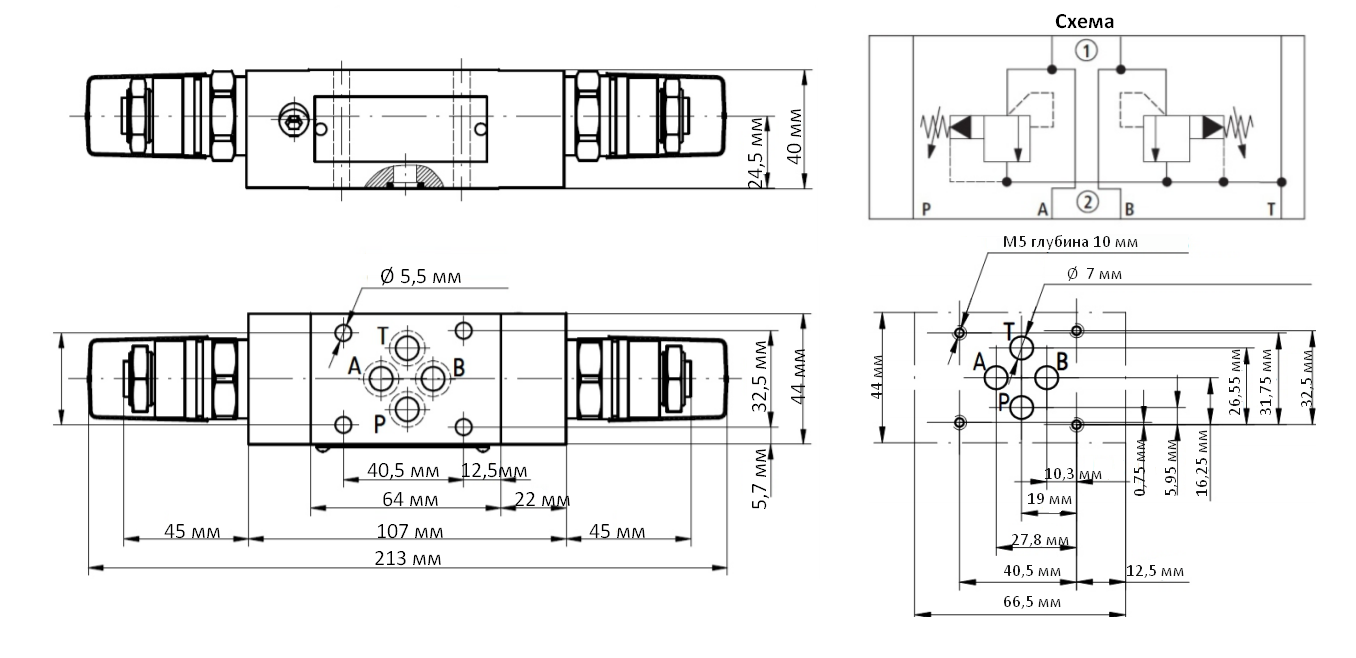 Схема
1
2
P
A
B
T
24,5 мм
40 мм
M5 глубина 10 мм
Ø 7 мм
Ø 5,5 мм
T
A
B
P
32,5 мм
44 мм
5,7 мм
40,5 мм
12,5мм
64 мм
22 мм
45 мм
107 мм
45 мм
213 мм
T
A
B
P
44 мм
26,55 мм
31,75 мм
32,5 мм
0,75 мм
5,95 мм
16,25 мм
10,3 мм
19 мм
27,8 мм
40,5 мм
12,5 мм
66,5 мм